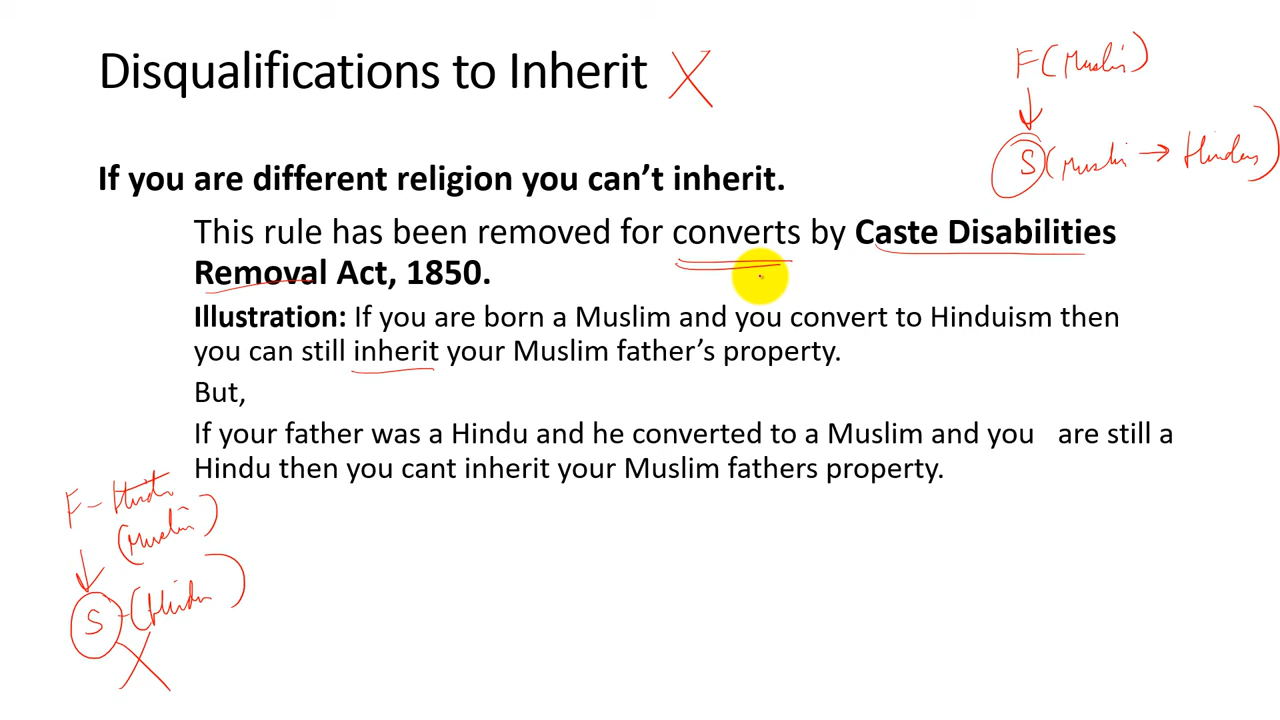 Disqualifications to Inherit X
F (Muslim)
S (Muslim → Hindu)
If you are different religion you can’t inherit.
This rule has been removed for converts by Caste Disabilities
Removal Act, 1850.
Illustration: If you are born a Muslim and you convert to Hinduism then
you can still inherit your Muslim father’s property.
But,
If your father was a Hindu and he converted to a Muslim and you are still a
Hindu then you cant inherit your Muslim fathers property.
F - Hindu
(Muslim)
S - (Hindu)
X